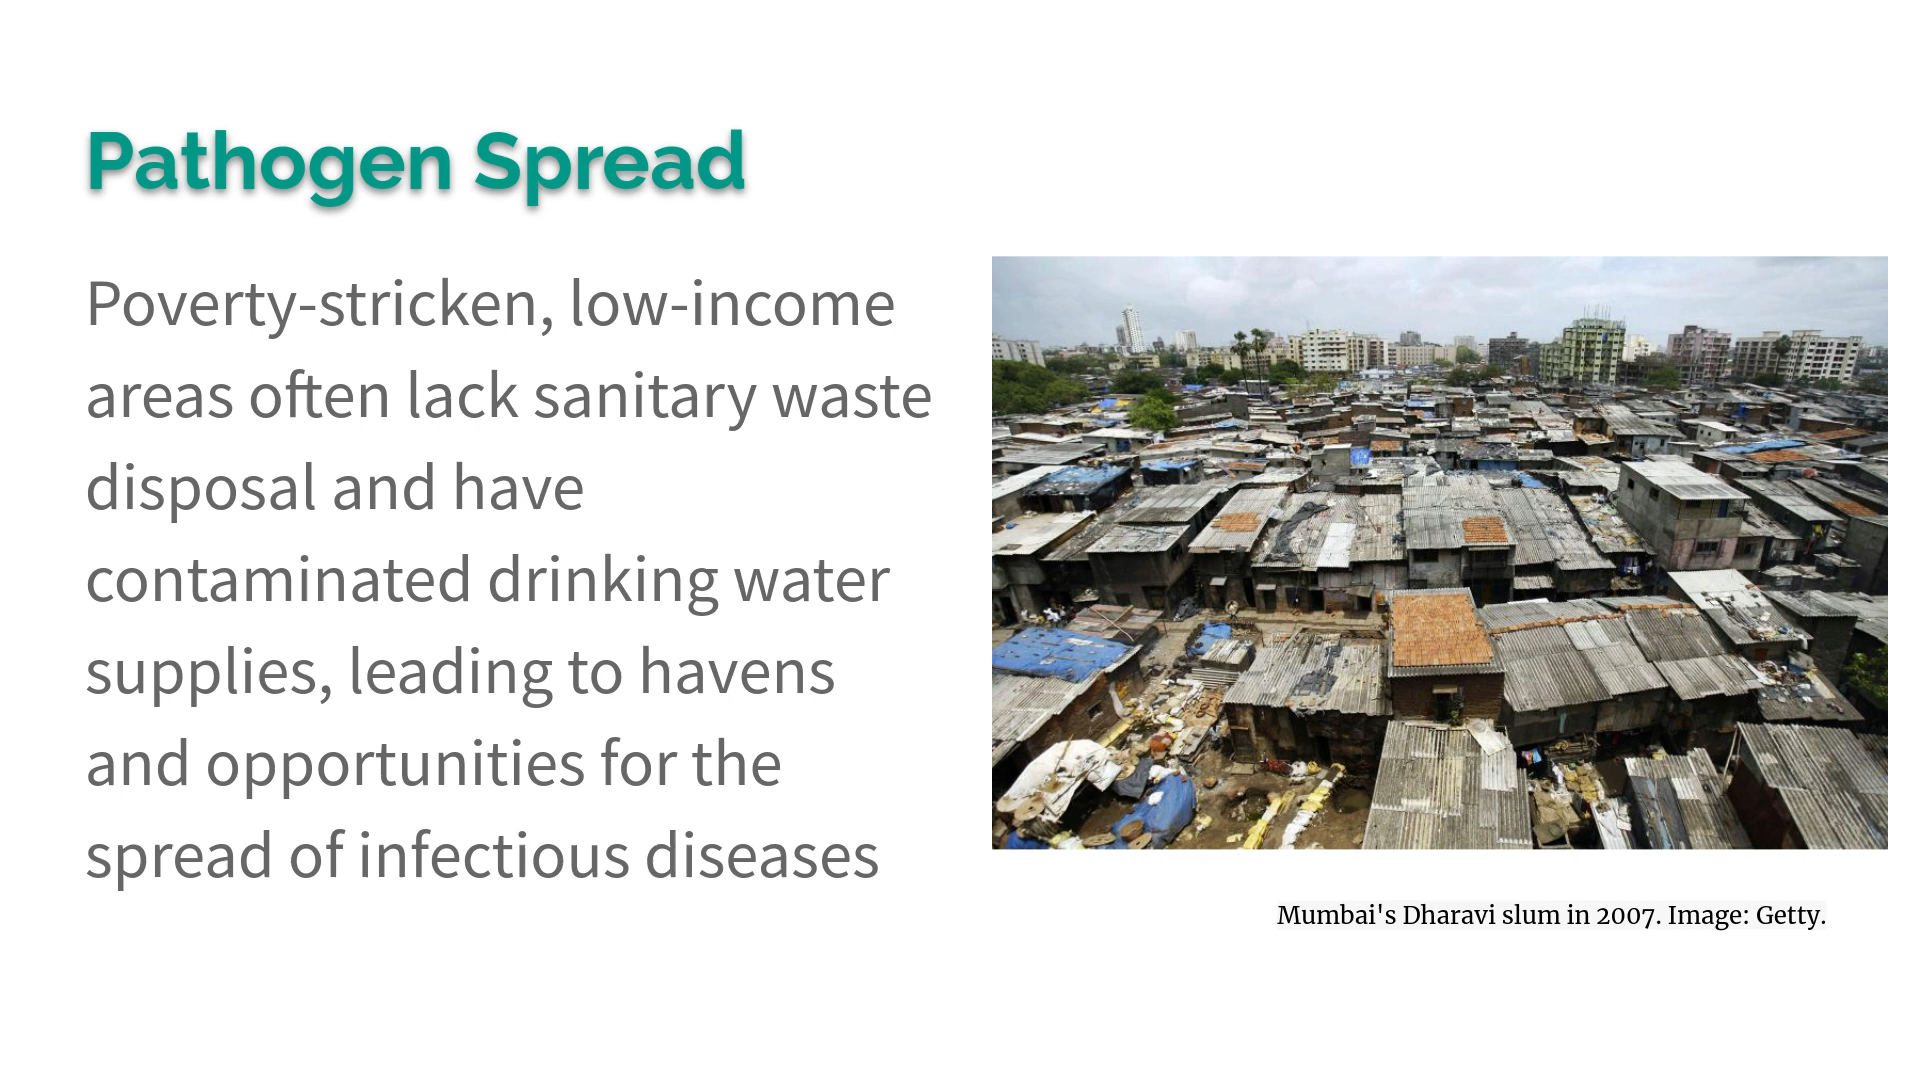 Pathogen Spread
Poverty-stricken, low-income
areas often lack sanitary waste
disposal and have
contaminated drinking water
supplies, leading to havens
and opportunities for the
spread of infectious diseases
Mumbai's Dharavi slum in 2007. Image: Getty.